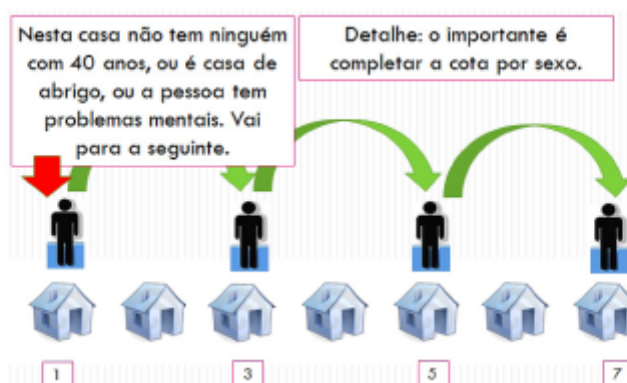 Nesta casa não tem ninguém
com 40 anos, ou é casa de
abrigo, ou a pessoa tem
problemas mentais. Vai
para a seguinte.
Detalhe: o importante é
completar a cota por sexo.
1
3
5
7